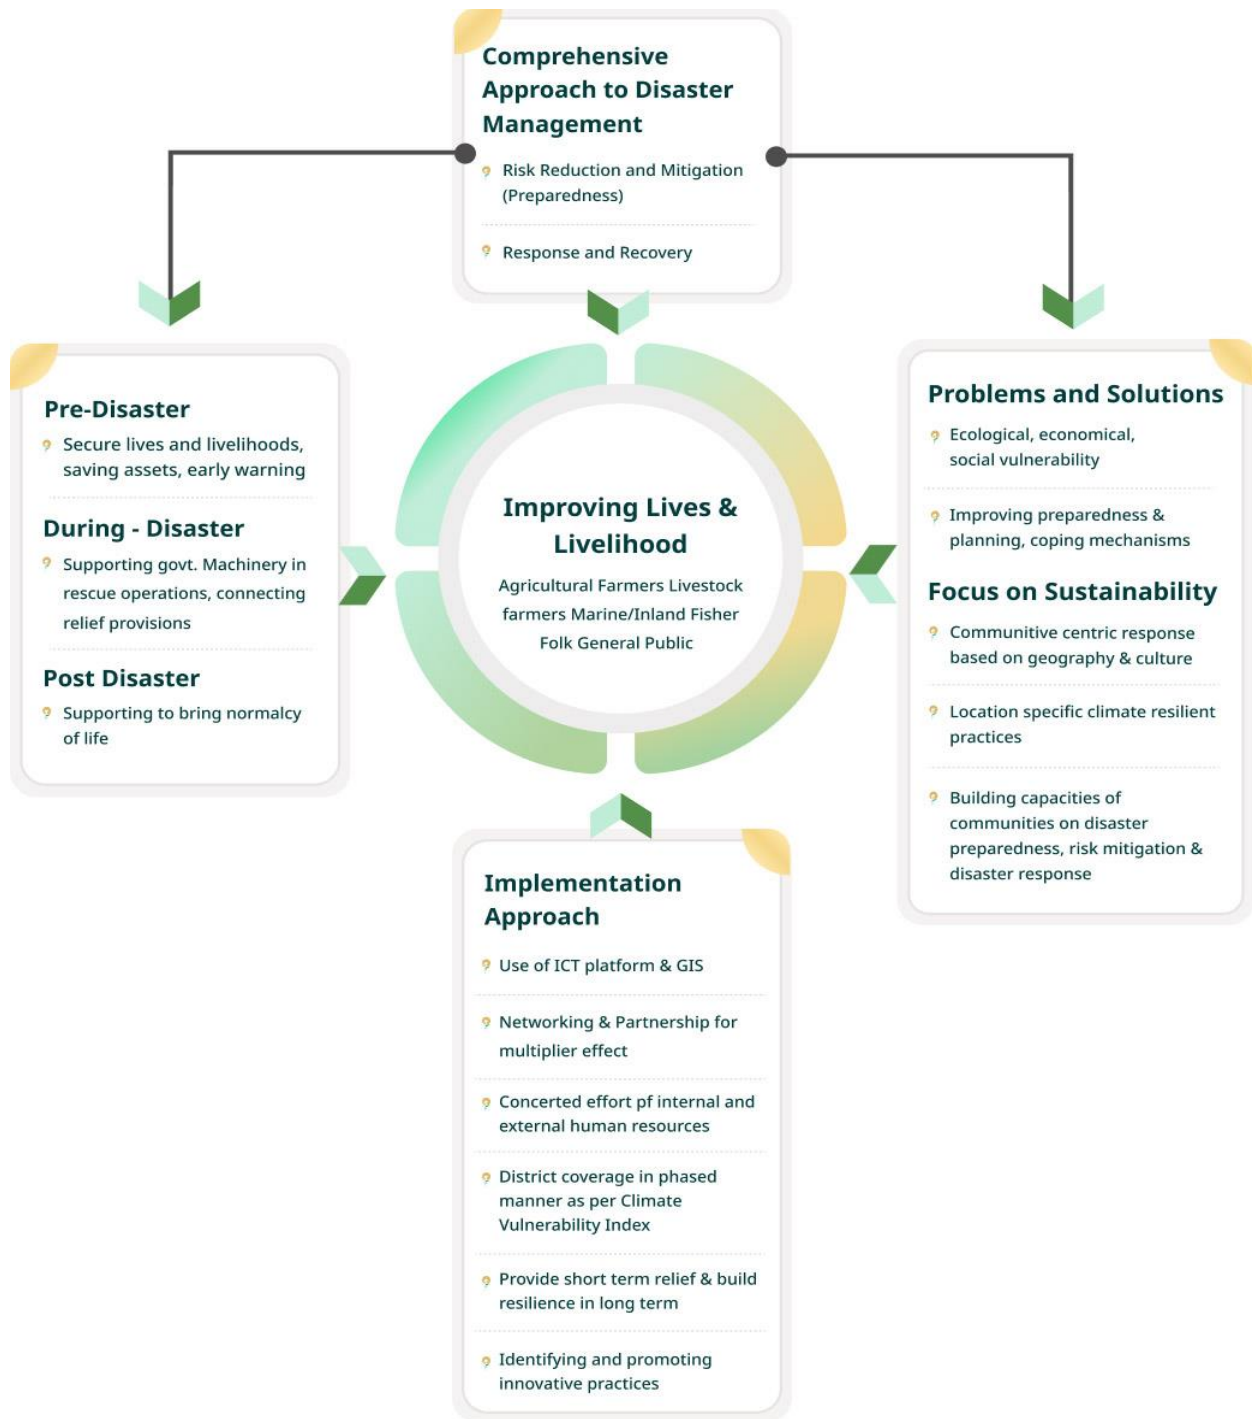 Comprehensive
Approach to Disaster
Management
Risk Reduction and Mitigation
(Preparedness)
Response and Recovery
Pre-Disaster
Secure lives and livelihoods,
saving assets, early warning
During - Disaster
Supporting govt. Machinery in
rescue operations, connecting
relief provisions
Post Disaster
Supporting to bring normalcy
of life
Improving Lives &
Livelihood
Agricultural Farmers Livestock
farmers Marine/Inland Fisher
Folk General Public
Problems and Solutions
Ecological, economical,
social vulnerability
Improving preparedness &
planning, coping mechanisms
Focus on Sustainability
Communitive centric response
based on geography & culture
Location specific climate resilient
practices
Building capacities of
communities on disaster
preparedness, risk mitigation &
disaster response
Implementation
Approach
Use of ICT platform & GIS
Networking & Partnership for
multiplier effect
Concerted effort pf internal and
external human resources
District coverage in phased
manner as per Climate
Vulnerability Index
Provide short term relief & build
resilience in long term
Identifying and promoting
innovative practices